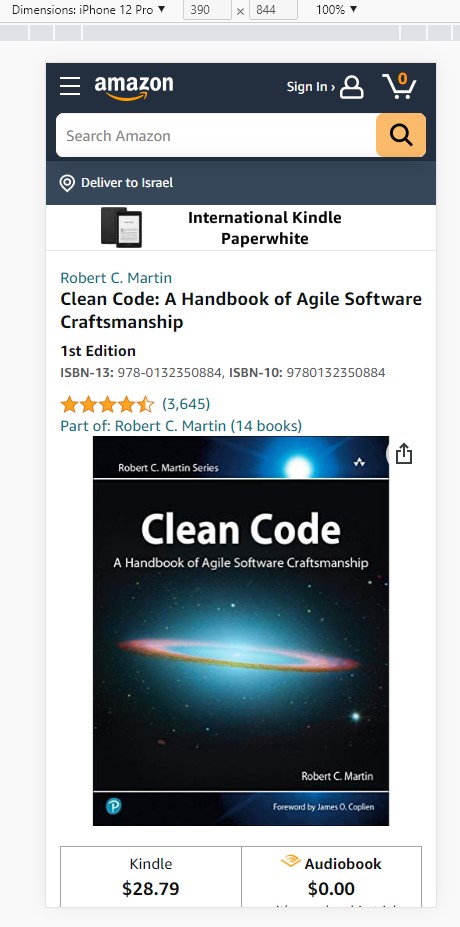 Dimensions: iPhone 12 Pro ▼ 390 x 844 100% ▼
amazon
Sign In › 0
Search Amazon
Deliver to Israel
International Kindle
Paperwhite
Robert C. Martin
Clean Code: A Handbook of Agile Software
Craftsmanship
1st Edition
ISBN-13: 978-0132350884, ISBN-10: 9780132350884
(3,645)
Part of: Robert C. Martin (14 books)
Robert C. Martin Series
Clean Code
A Handbook of Agile Software Craftsmanship
Robert C. Martin
P Foreword by James O. Coplien
Kindle Audiobook
$28.79 $0.00